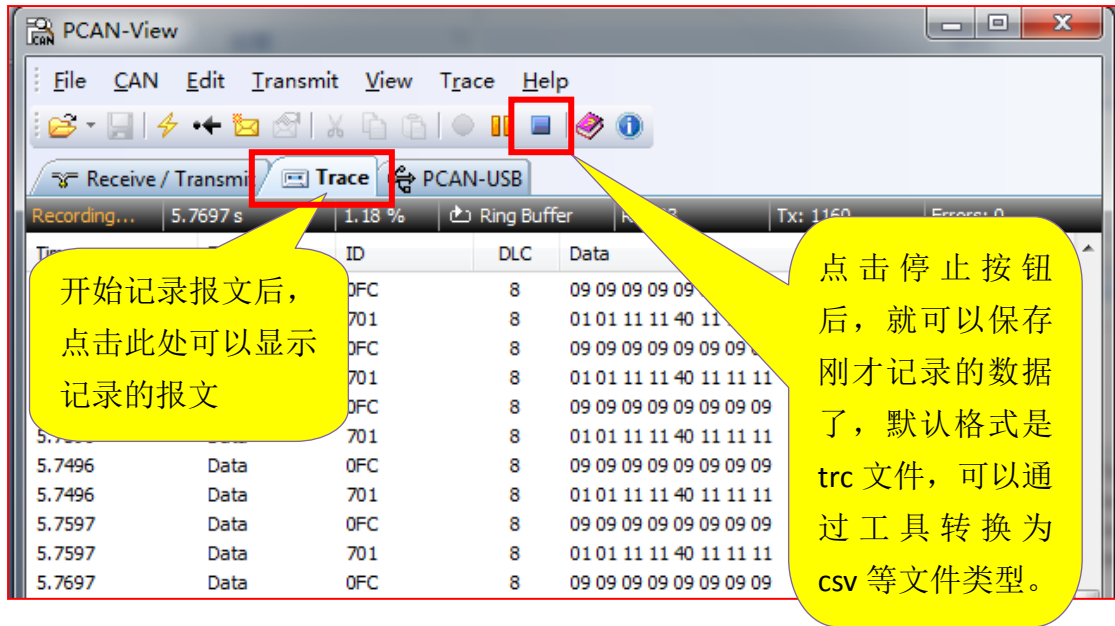 PCAN-View
File CAN Edit Transmit View Trace Help
Receive / Transmit Trace PCAN-USB
Recording... 5.7697 s 1.18 % Ring Buffer Tx: 1160 Errors: 0
ID DLC Data
0FC 8 09 09 09 09 09
701 8 01 01 11 11 40 11
0FC 8 09 09 09 09 09 09
701 8 01 01 11 11 40 11 11 11
0FC 8 09 09 09 09 09 09 09 09
701 8 01 01 11 11 40 11 11 11
5.7496 Data 0FC 8 09 09 09 09 09 09 09 09
5.7496 Data 701 8 01 01 11 11 40 11 11 11
5.7597 Data 0FC 8 09 09 09 09 09 09 09 09
5.7597 Data 701 8 01 01 11 11 40 11 11 11
5.7697 Data 0FC 8 09 09 09 09 09 09 09 09
开始记录报文后，
点击此处可以显示
记录的报文
点击停止按钮
后，就可以保存
刚才记录的数据
了，默认格式是
trc 文件，可以通
过工具转换为
csv 等文件类型。